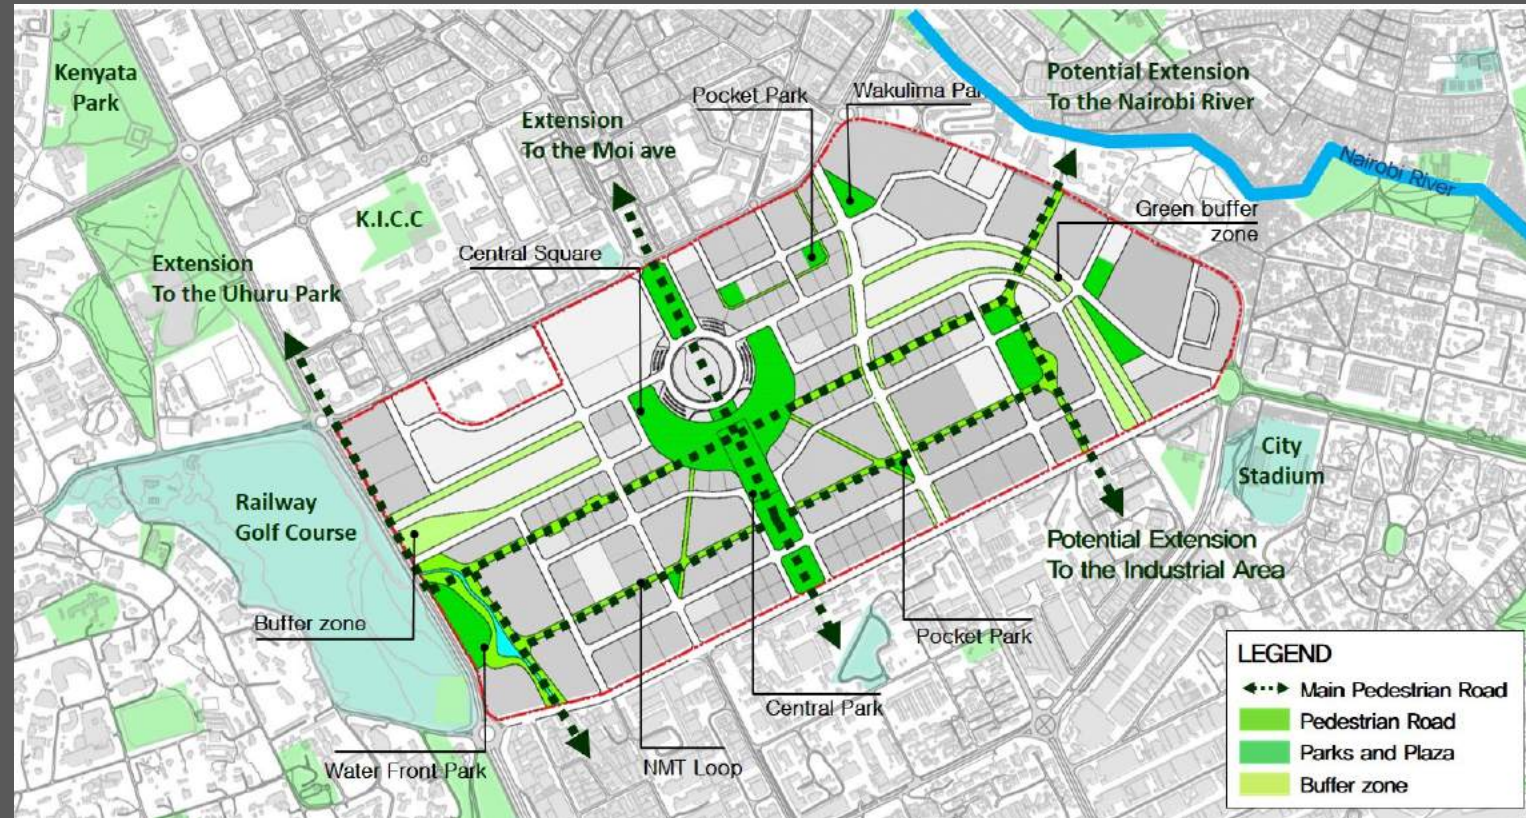 Kenyata
Park
Pocket Park
Wakulima Par
Potential Extension
To the Nairobi River
Extension
To the Moi ave
Nairobi River
K.I.C.C
Green buffer
zone
Central Square
Extension
To the Uhuru Park
City
Stadium
Railway
Golf Course
Potential Extension
To the Industrial Area
Buffer zone
Pocket Park
Central Park
Water Front Park
NMT Loop
LEGEND
Main Pedestrian Road
Pedestrian Road
Parks and Plaza
Buffer zone